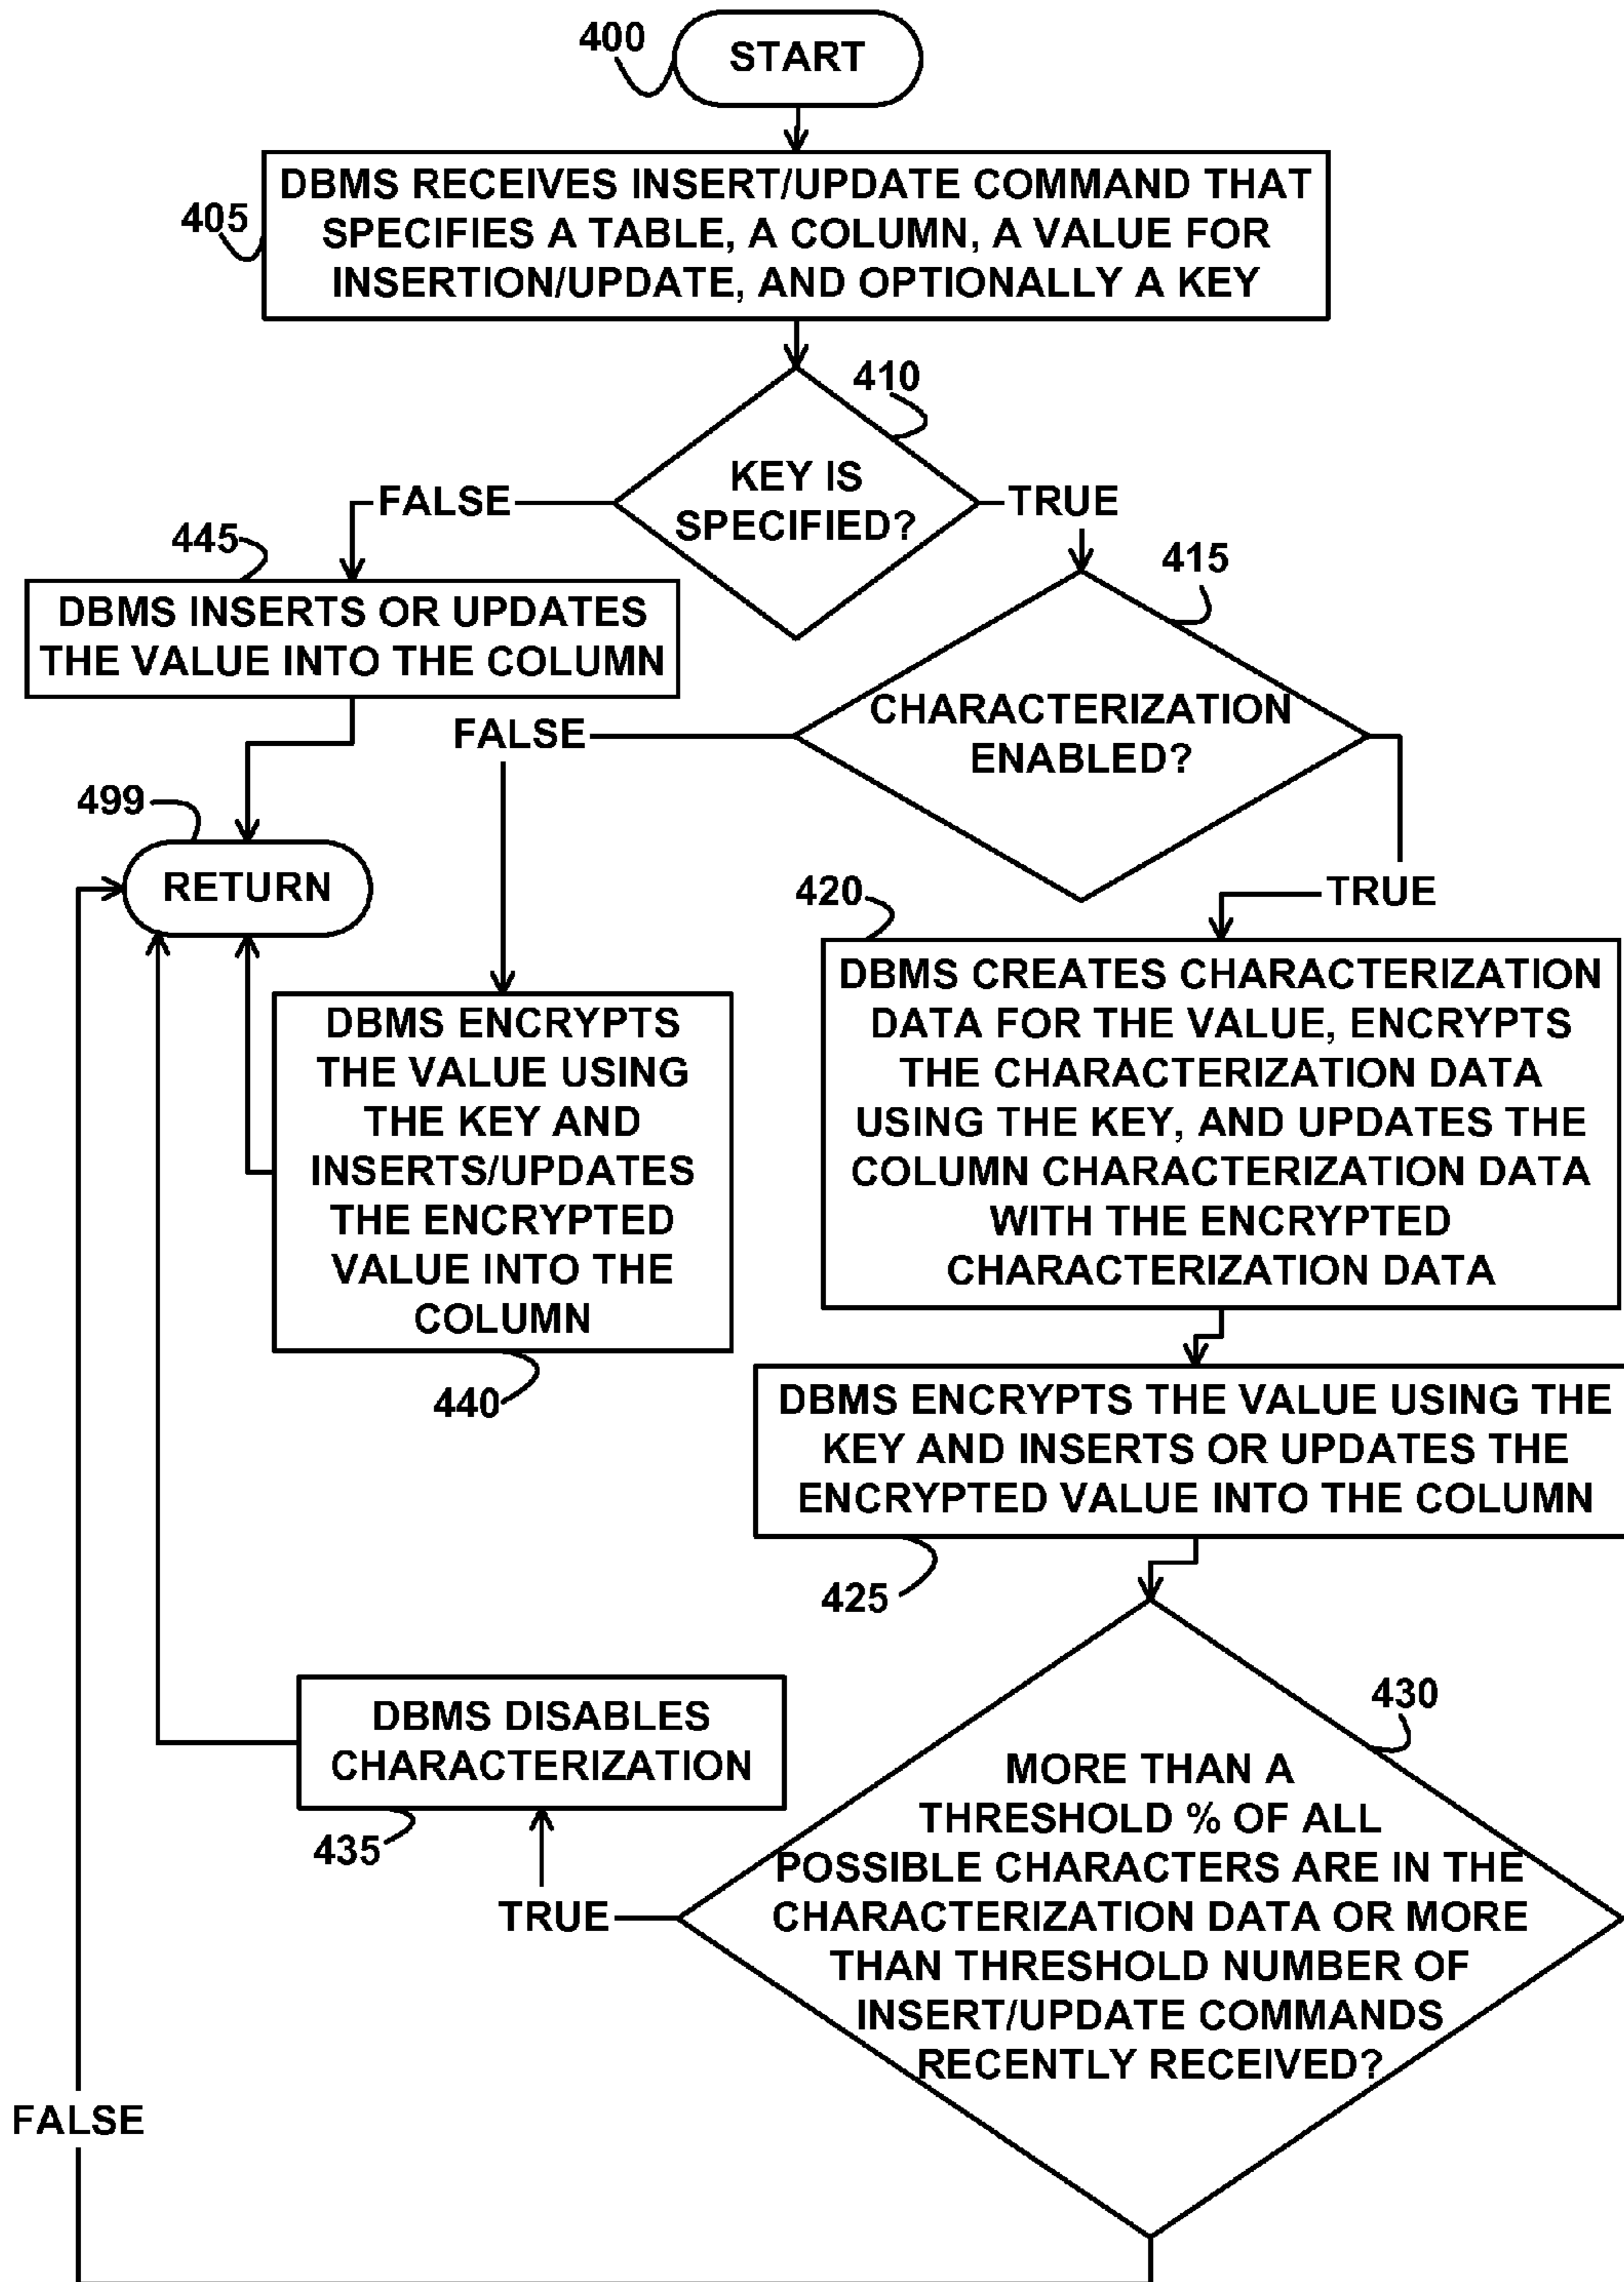 400
START
DBMS RECEIVES INSERT/UPDATE COMMAND THAT
SPECIFIES A TABLE, A COLUMN, A VALUE FOR
INSERTION/UPDATE, AND OPTIONALLY A KEY
405
410
KEY IS
SPECIFIED?
FALSE
TRUE
445
415
DBMS INSERTS OR UPDATES
THE VALUE INTO THE COLUMN
CHARACTERIZATION
ENABLED?
FALSE
499
RETURN
TRUE
420
DBMS CREATES CHARACTERIZATION
DATA FOR THE VALUE, ENCRYPTS
THE CHARACTERIZATION DATA
USING THE KEY, AND UPDATES THE
COLUMN CHARACTERIZATION DATA
WITH THE ENCRYPTED
CHARACTERIZATION DATA
DBMS ENCRYPTS
THE VALUE USING
THE KEY AND
INSERTS/UPDATES
THE ENCRYPTED
VALUE INTO THE
COLUMN
440
DBMS ENCRYPTS THE VALUE USING THE
KEY AND INSERTS OR UPDATES THE
ENCRYPTED VALUE INTO THE COLUMN
425
430
DBMS DISABLES
CHARACTERIZATION
435
MORE THAN A
THRESHOLD % OF ALL
POSSIBLE CHARACTERS ARE IN THE
CHARACTERIZATION DATA OR MORE
THAN THRESHOLD NUMBER OF
INSERT/UPDATE COMMANDS
RECENTLY RECEIVED?
TRUE
FALSE